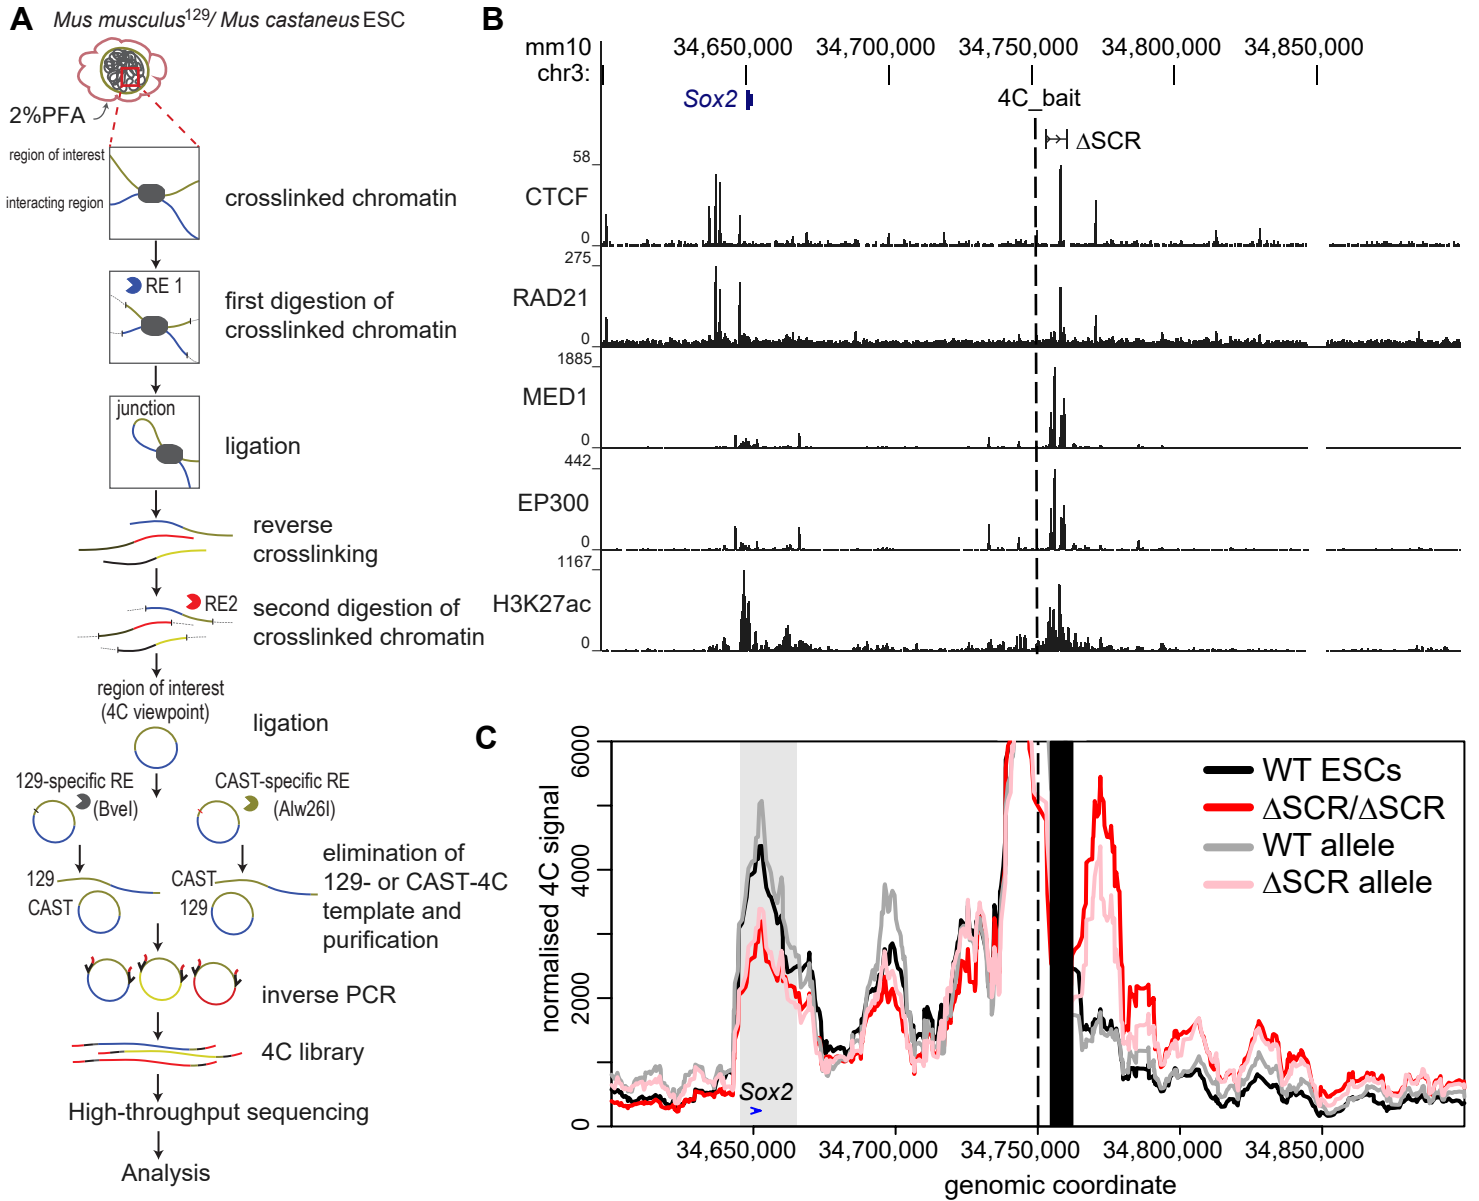 A
Mus musculus129/ Mus castaneus ESC
2%PFA
region of interest
interacting region
crosslinked chromatin
RE 1
first digestion of
crosslinked chromatin
junction
ligation
reverse
crosslinking
RE2
second digestion of
crosslinked chromatin
region of interest
(4C viewpoint)
ligation
129-specific RE
(BveI)
CAST-specific RE
(Alw26I)
129
CAST
CAST
129
elimination of
129- or CAST-4C
template and
purification
inverse PCR
4C library
High-throughput sequencing
Analysis
B
mm10
chr3:
34,650,000 34,700,000 34,750,000 34,800,000 34,850,000
Sox2
4C_bait
ΔSCR
58
CTCF
0
275
RAD21
0
1885
MED1
0
442
EP300
0
1167
H3K27ac
0
C
normalised 4C signal
6000
4000
2000
0
WT ESCs
ΔSCR/ΔSCR
WT allele
ΔSCR allele
Sox2
>
34,650,000 34,700,000 34,750,000 34,800,000 34,850,000
genomic coordinate